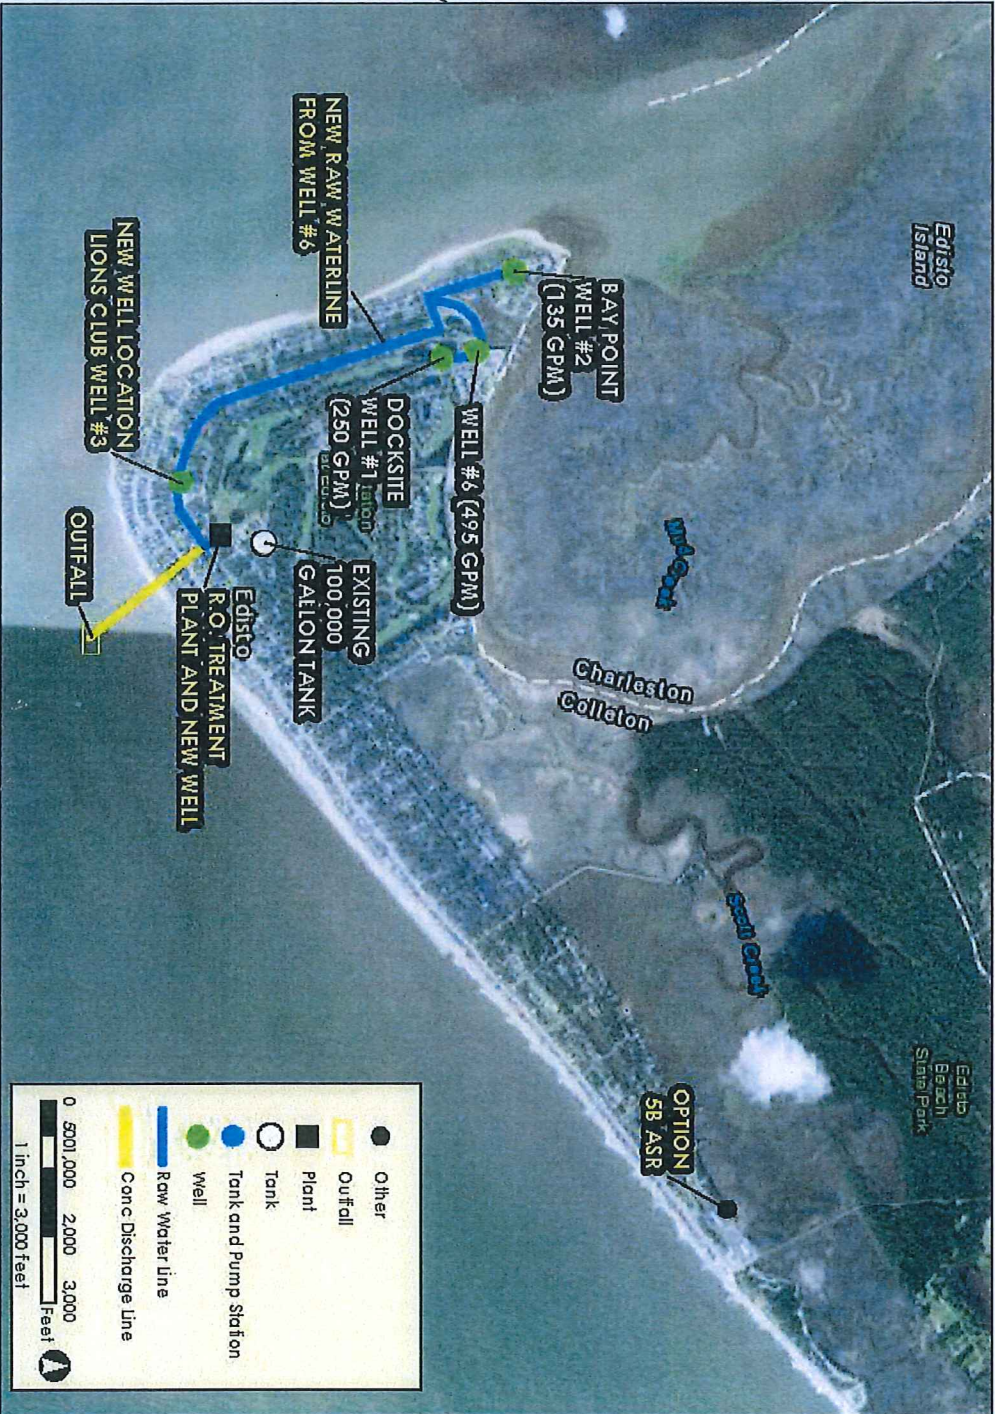 Edisto
Island
BAY POINT
WELL #2
(135 GPM)
NEW RAW WATERLINE
FROM WELL #6
WELL #6 (495 GPM)
DOCKSITE
WELL #1
(250 GPM)
NEW WELL LOCATION
LIONS CLUB WELL #3
OUTFALL
EXISTING
100,000
GAELON TANK
Edisto
R.O. TREATMENT
PLANT AND NEW WELL
Mud Creek
Charleston
Colleton
Scott Creek
Edisto
Beach
State Park
OPTION
5B ASR
Other
Outfall
Plant
Tank
Tank and Pump Station
Well
Raw Water Line
Conc Discharge Line
0 500 1,000 2,000 3,000
Feet
1 inch = 3,000 feet